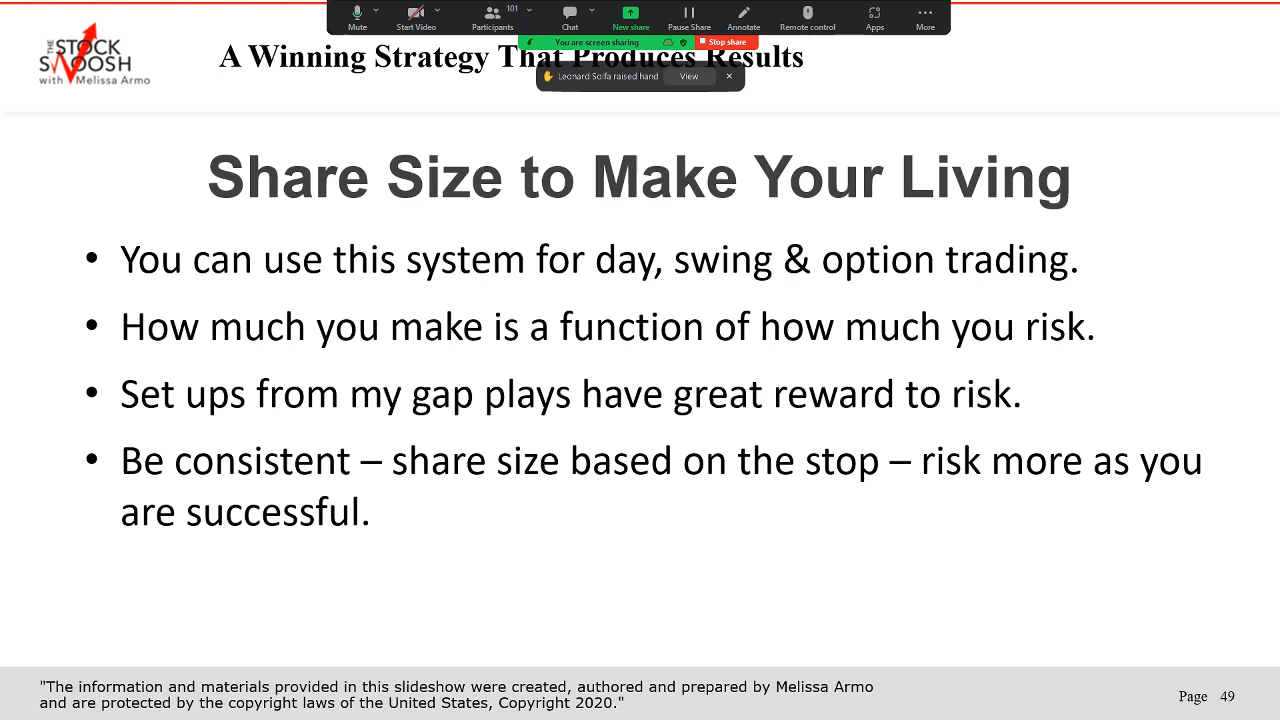 Mute
Start Video
101
Participants
Chat
New share
Pause Share
Annotate
Remote control
Apps
More
You are screen sharing
Stop share
THE STOCK
SWOOSH
with Melissa Armo
A Winning Strategy That Produces Results
Leonard Solfa raised hand
View
Share Size to Make Your Living
• You can use this system for day, swing & option trading.
• How much you make is a function of how much you risk.
• Set ups from my gap plays have great reward to risk.
• Be consistent – share size based on the stop – risk more as you
are successful.
"The information and materials provided in this slideshow were created, authored and prepared by Melissa Armo
and are protected by the copyright laws of the United States, Copyright 2020."
Page 49